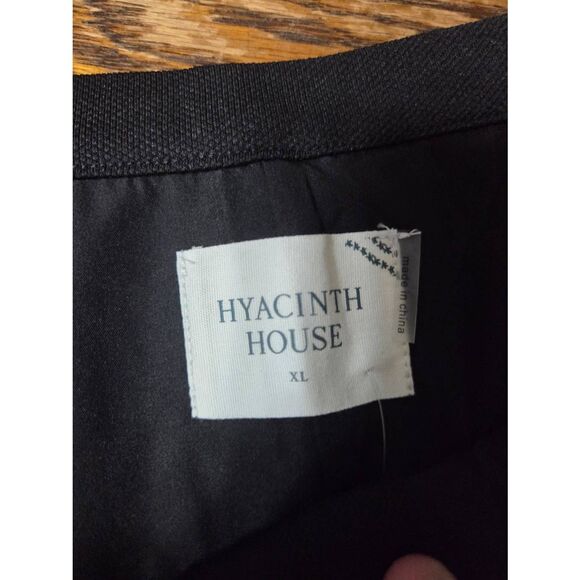 HYACINTH
HOUSE
XL
made in china